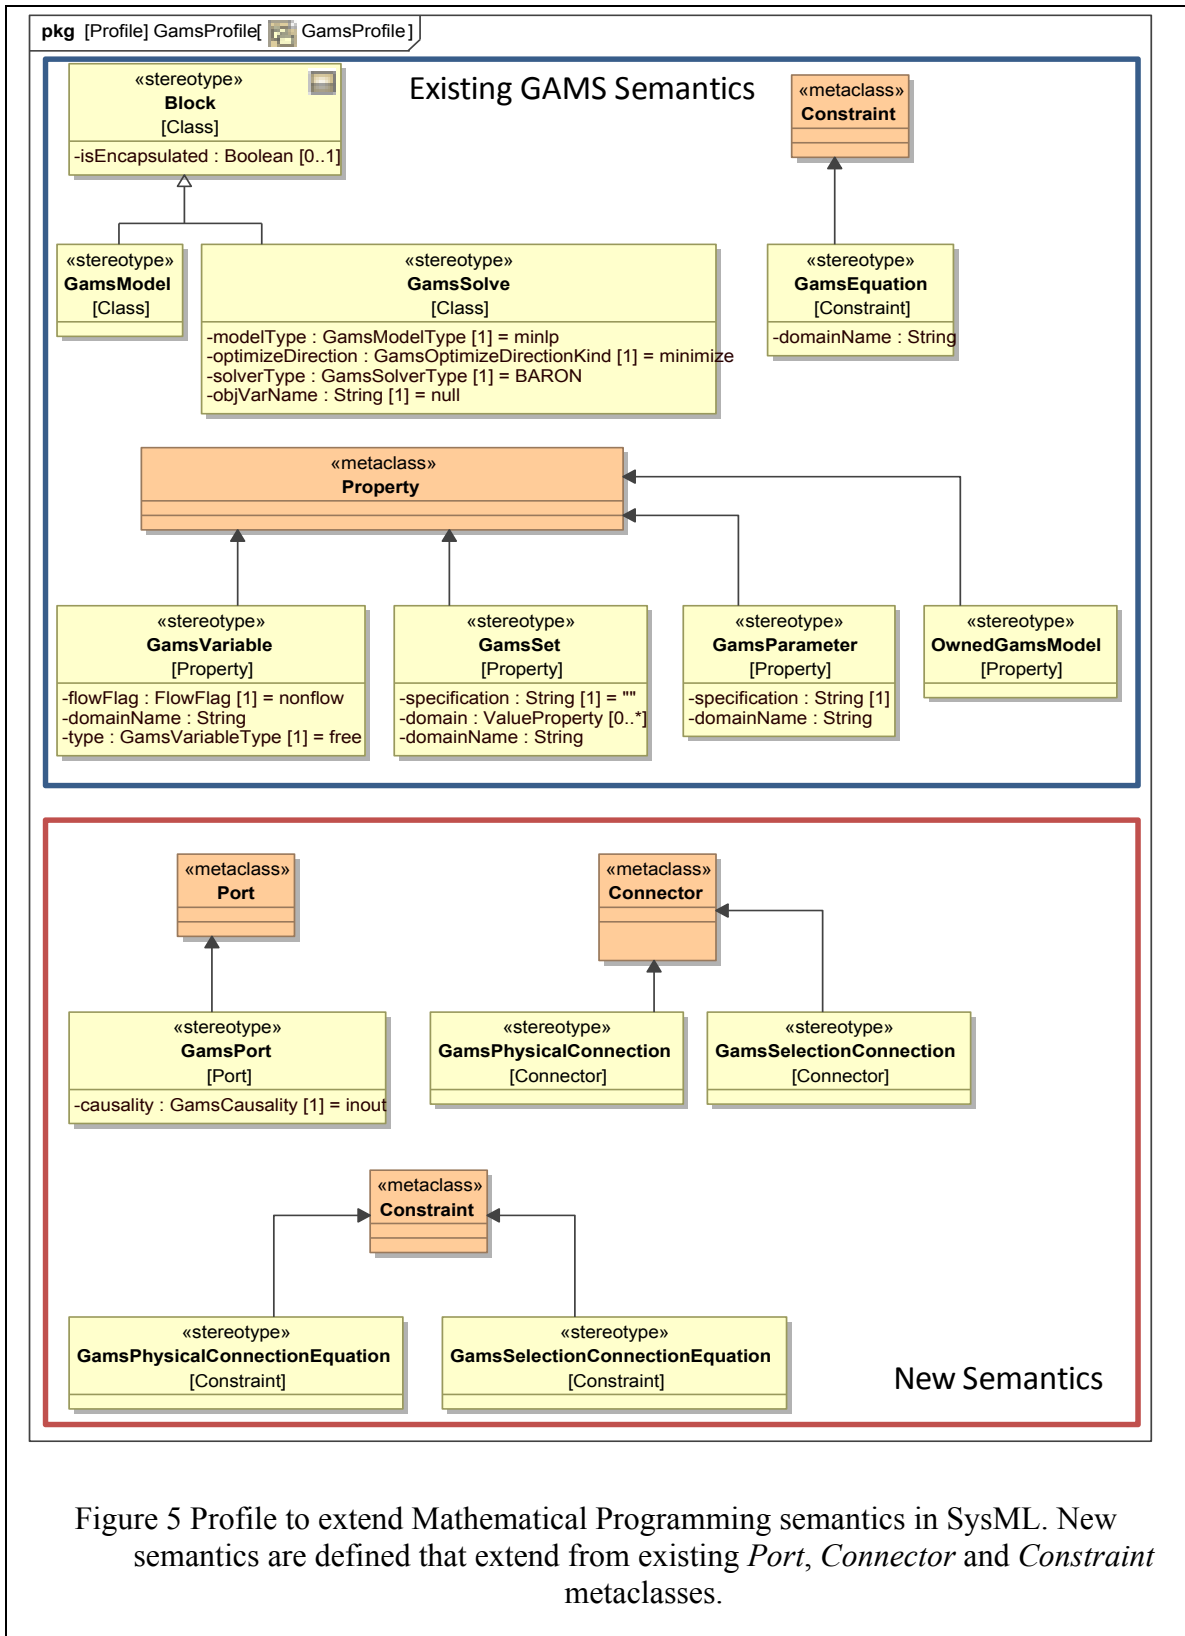 pkg [Profile] GamsProfile[ GamsProfile ]
Existing GAMS Semantics
«stereotype»
Block
[Class]
-isEncapsulated : Boolean [0..1]
«metaclass»
Constraint
«stereotype»
GamsModel
[Class]
«stereotype»
GamsSolve
[Class]
-modelType : GamsModelType [1] = minlp
-optimizeDirection : GamsOptimizeDirectionKind [1] = minimize
-solverType : GamsSolverType [1] = BARON
-objVarName : String [1] = null
«stereotype»
GamsEquation
[Constraint]
-domainName : String
«metaclass»
Property
«stereotype»
GamsVariable
[Property]
-flowFlag : FlowFlag [1] = nonflow
-domainName : String
-type : GamsVariableType [1] = free
«stereotype»
GamsSet
[Property]
-specification : String [1] = ""
-domain : ValueProperty [0..*]
-domainName : String
«stereotype»
GamsParameter
[Property]
-specification : String [1]
-domainName : String
«stereotype»
OwnedGamsModel
[Property]
«metaclass»
Port
«metaclass»
Connector
«stereotype»
GamsPort
[Port]
-causality : GamsCausality [1] = inout
«stereotype»
GamsPhysicalConnection
[Connector]
«stereotype»
GamsSelectionConnection
[Connector]
«metaclass»
Constraint
«stereotype»
GamsPhysicalConnectionEquation
[Constraint]
«stereotype»
GamsSelectionConnectionEquation
[Constraint]
New Semantics
Figure 5 Profile to extend Mathematical Programming semantics in SysML. New
semantics are defined that extend from existing Port, Connector and Constraint
metaclasses.